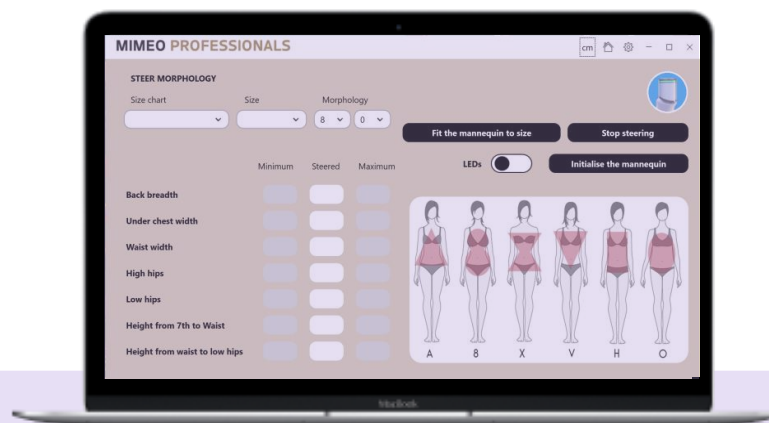 MIMEO PROFESSIONALS
cm
STEER MORPHOLOGY
Size chart Size Morphology
8 0
Fit the mannequin to size Stop steering
LEDs Initialise the mannequin
Minimum Steered Maximum
Back breadth
Under chest width
Waist width
High hips
Low hips
Height from 7th to Waist
Height from waist to low hips
A 8 X V H O
MacBook